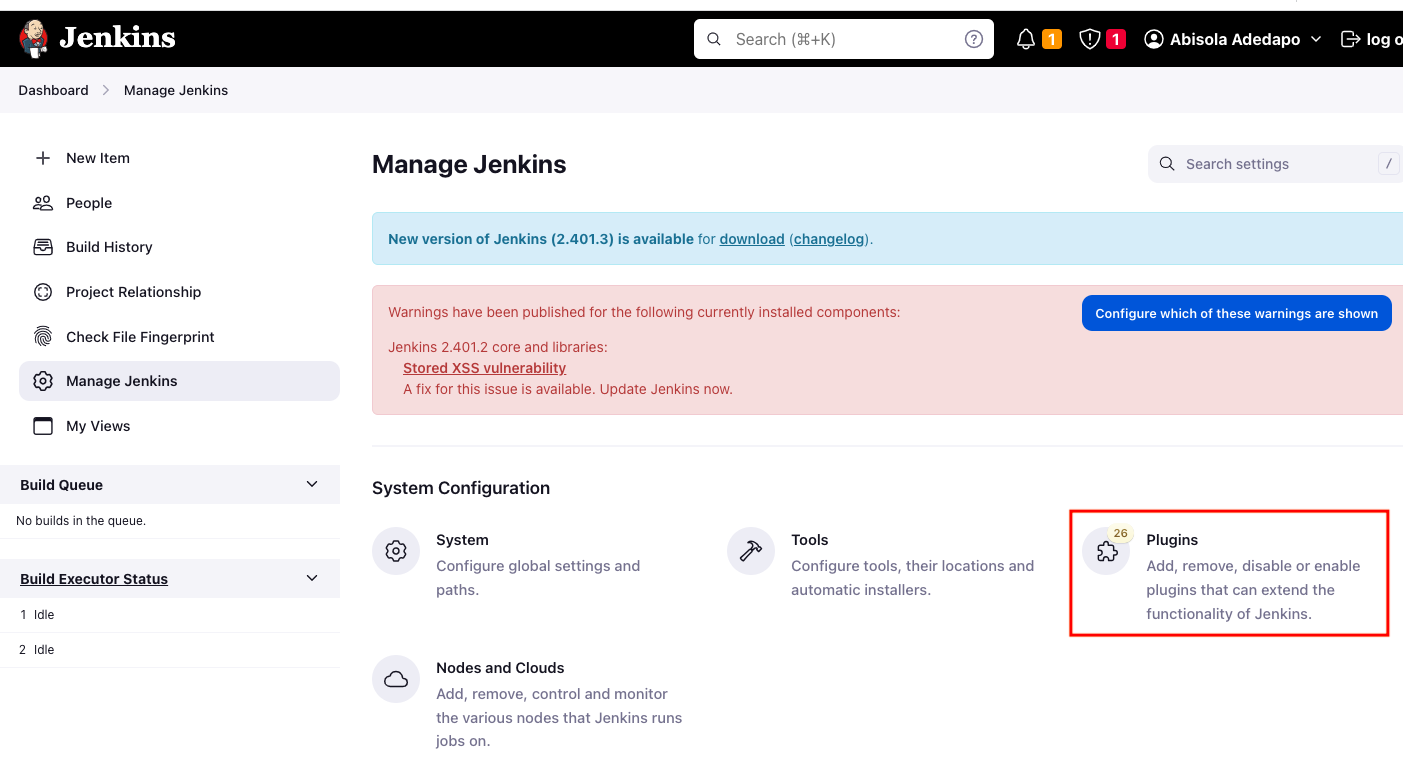 Jenkins
Search (⌘+K)
?
1
1
Abisola Adedapo
log o
Dashboard
Manage Jenkins
New Item
People
Build History
Project Relationship
Check File Fingerprint
Manage Jenkins
My Views
Build Queue
No builds in the queue.
Build Executor Status
1 Idle
2 Idle
Manage Jenkins
Search settings
/
New version of Jenkins (2.401.3) is available for download (changelog).
Warnings have been published for the following currently installed components:
Configure which of these warnings are shown
Jenkins 2.401.2 core and libraries:
Stored XSS vulnerability
A fix for this issue is available. Update Jenkins now.
System Configuration
System
Configure global settings and
paths.
Tools
Configure tools, their locations and
automatic installers.
26
Plugins
Add, remove, disable or enable
plugins that can extend the
functionality of Jenkins.
Nodes and Clouds
Add, remove, control and monitor
the various nodes that Jenkins runs
jobs on.